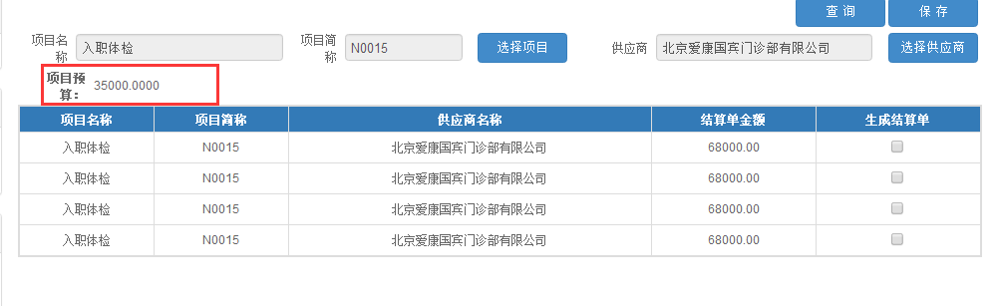 查 询 保 存
项目名称 入职体检 项目简称 N0015 选择项目 供应商 北京爱康国宾门诊部有限公司 选择供应商
项目预算： 35000.0000
项目名称 项目简称 供应商名称 结算单金额 生成结算单
入职体检 N0015 北京爱康国宾门诊部有限公司 68000.00
入职体检 N0015 北京爱康国宾门诊部有限公司 68000.00
入职体检 N0015 北京爱康国宾门诊部有限公司 68000.00
入职体检 N0015 北京爱康国宾门诊部有限公司 68000.00